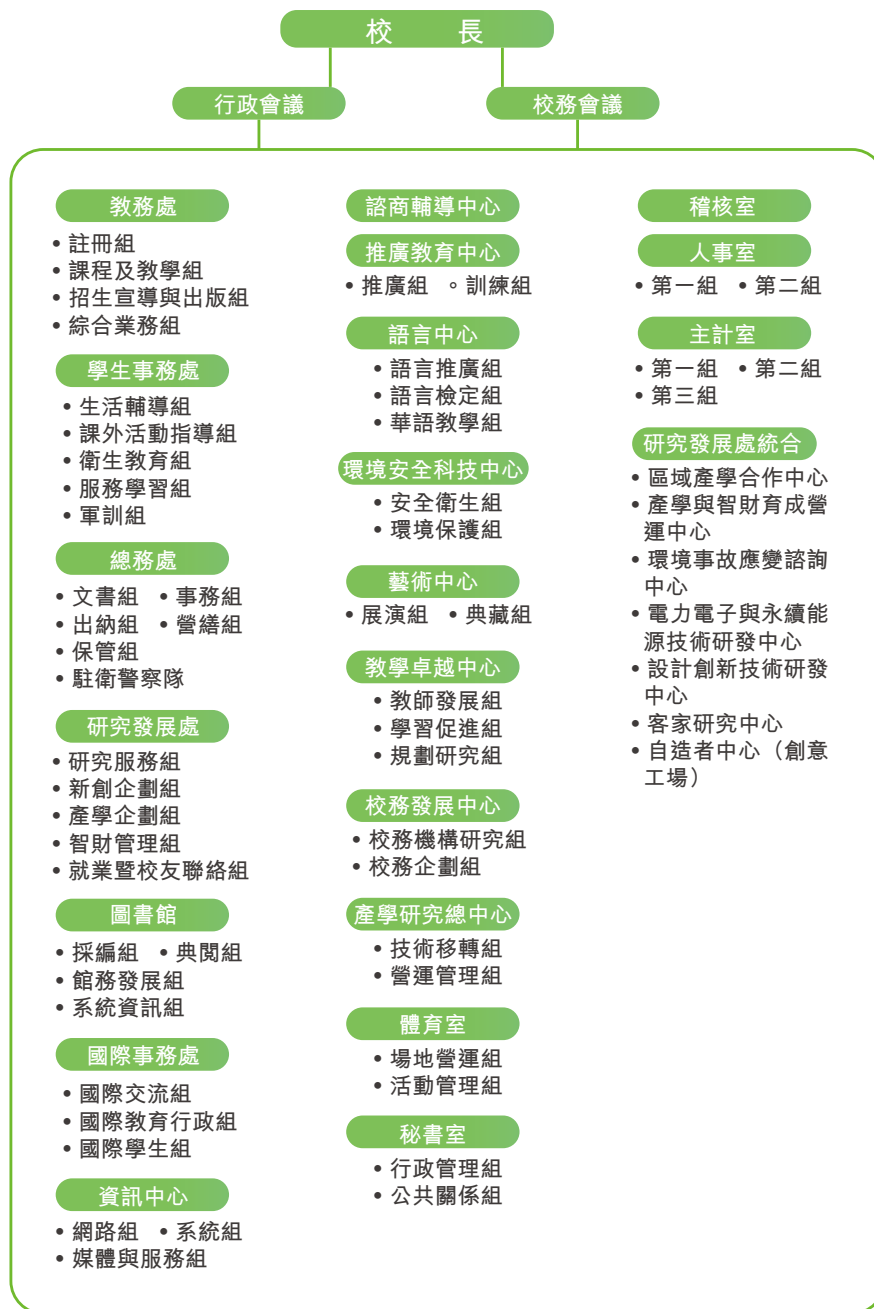 校長
行政會議
校務會議
教務處
• 註冊組
• 課程及教學組
• 招生宣導與出版組
• 綜合業務組
學生事務處
• 生活輔導組
• 課外活動指導組
• 衛生教育組
• 服務學習組
• 軍訓組
總務處
• 文書組 • 事務組
• 出納組 • 營繕組
• 保管組
• 駐衛警察隊
研究發展處
• 研究服務組
• 新創企劃組
• 產學企劃組
• 智財管理組
• 就業暨校友聯絡組
圖書館
• 採編組 • 典閱組
• 館務發展組
• 系統資訊組
國際事務處
• 國際交流組
• 國際教育行政組
• 國際學生組
資訊中心
• 網路組 • 系統組
• 媒體與服務組
諮商輔導中心
推廣教育中心
• 推廣組 。訓練組
語言中心
• 語言推廣組
• 語言檢定組
• 華語教學組
環境安全科技中心
• 安全衛生組
• 環境保護組
藝術中心
• 展演組 • 典藏組
教學卓越中心
• 教師發展組
• 學習促進組
• 規劃研究組
校務發展中心
• 校務機構研究組
• 校務企劃組
產學研究總中心
• 技術移轉組
• 營運管理組
體育室
• 場地營運組
• 活動管理組
秘書室
• 行政管理組
• 公共關係組
稽核室
人事室
• 第一組 • 第二組
主計室
• 第一組 • 第二組
• 第三組
研究發展處統合
• 區域產學合作中心
• 產學與智財育成營
運中心
• 環境事故應變諮詢
中心
• 電力電子與永續能
源技術研發中心
• 設計創新技術研發
中心
• 客家研究中心
• 自造者中心（創意
工場）